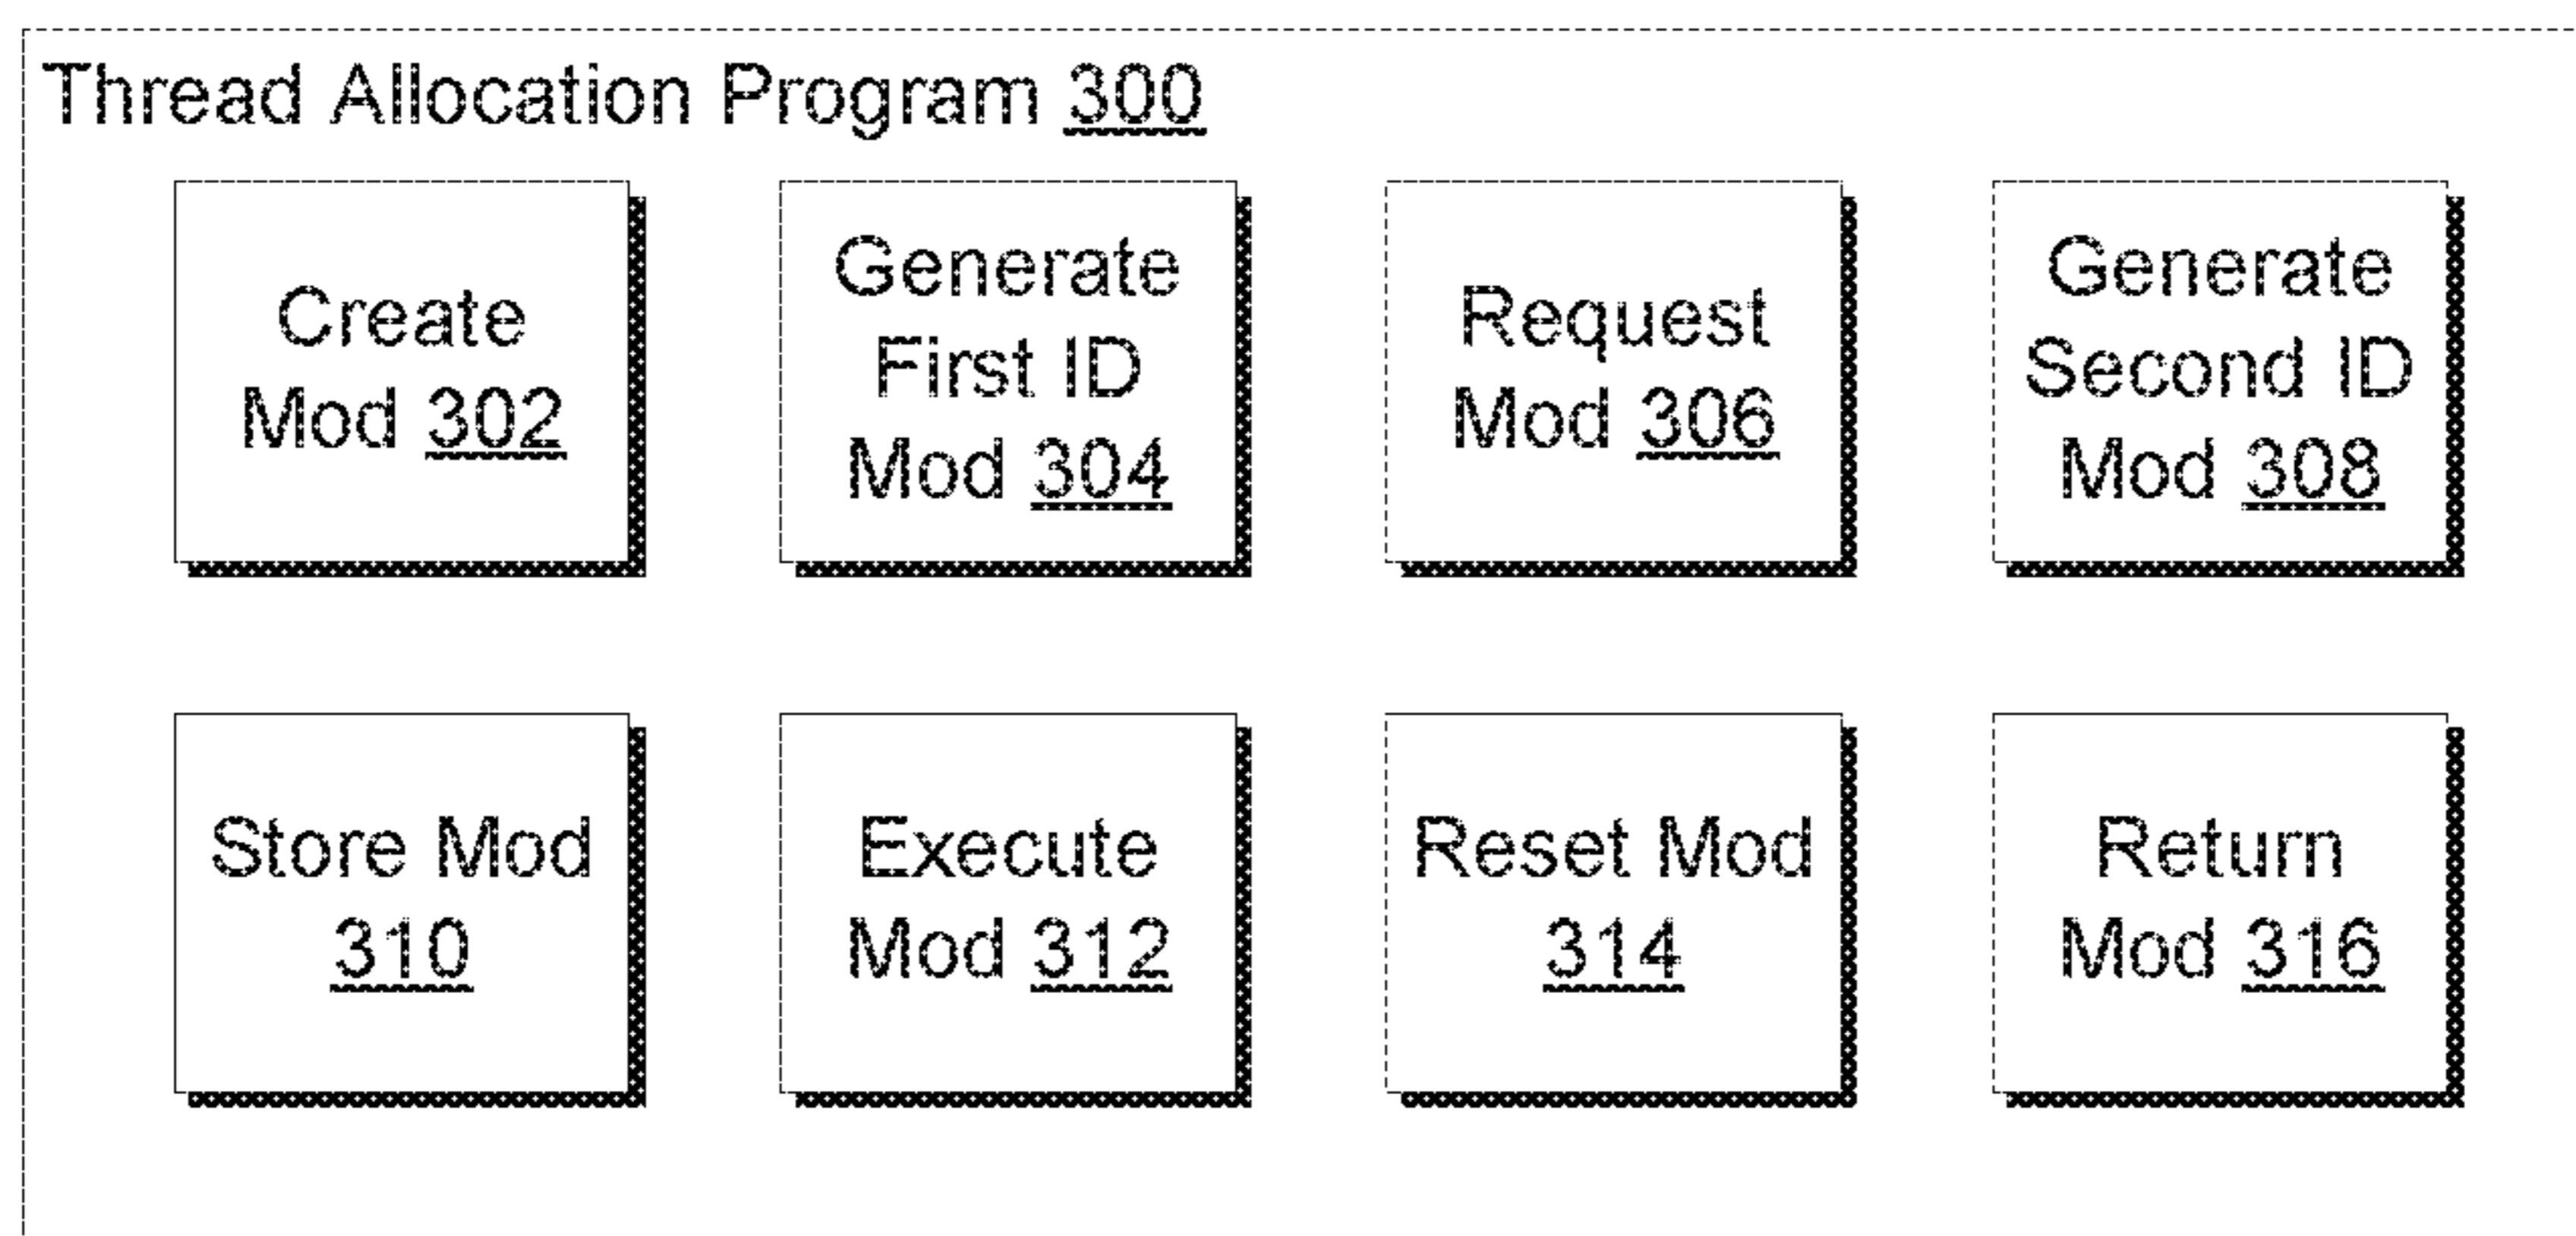 Thread Allocation Program 300
Create
Mod 302
Generate
First ID
Mod 304
Request
Mod 306
Generate
Second ID
Mod 308
Store Mod
310
Execute
Mod 312
Reset Mod
314
Return
Mod 316